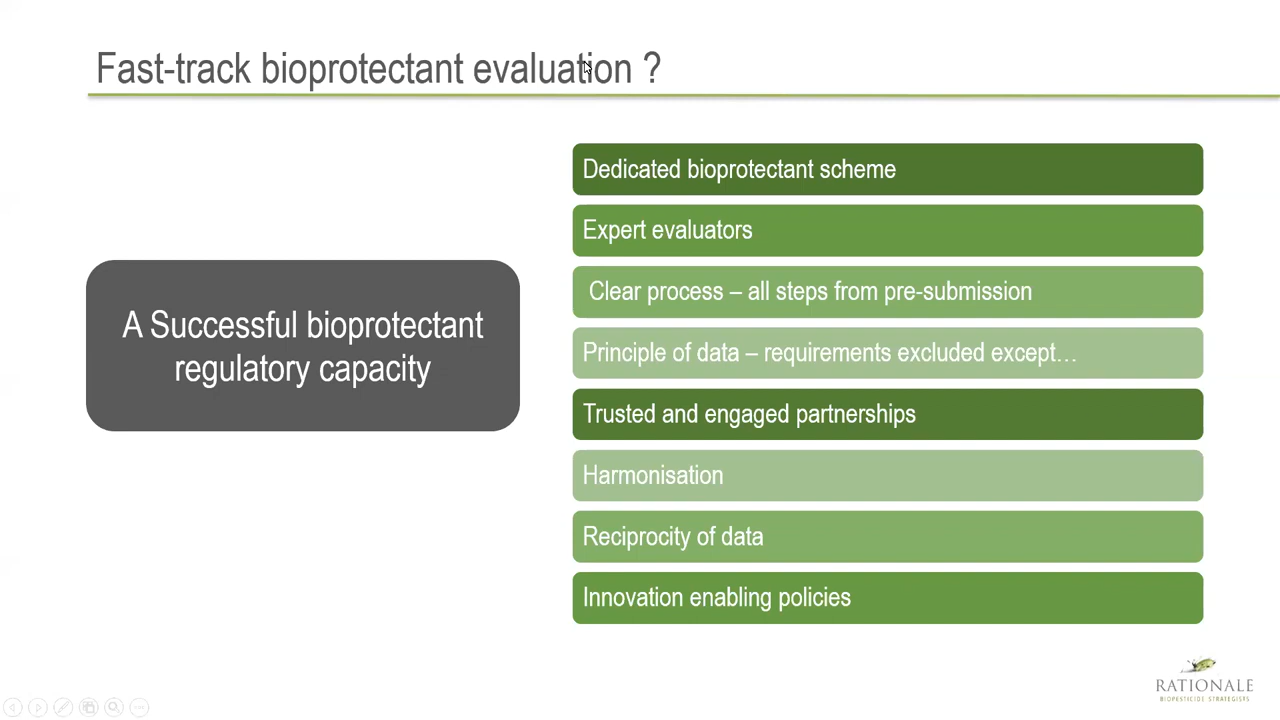 Fast-track bioprotectant evaluation ?
A Successful bioprotectant
regulatory capacity
Dedicated bioprotectant scheme
Expert evaluators
Clear process – all steps from pre-submission
Principle of data – requirements excluded except…
Trusted and engaged partnerships
Harmonisation
Reciprocity of data
Innovation enabling policies
RATIONALE
BIOPESTICIDE STRATEGISTS